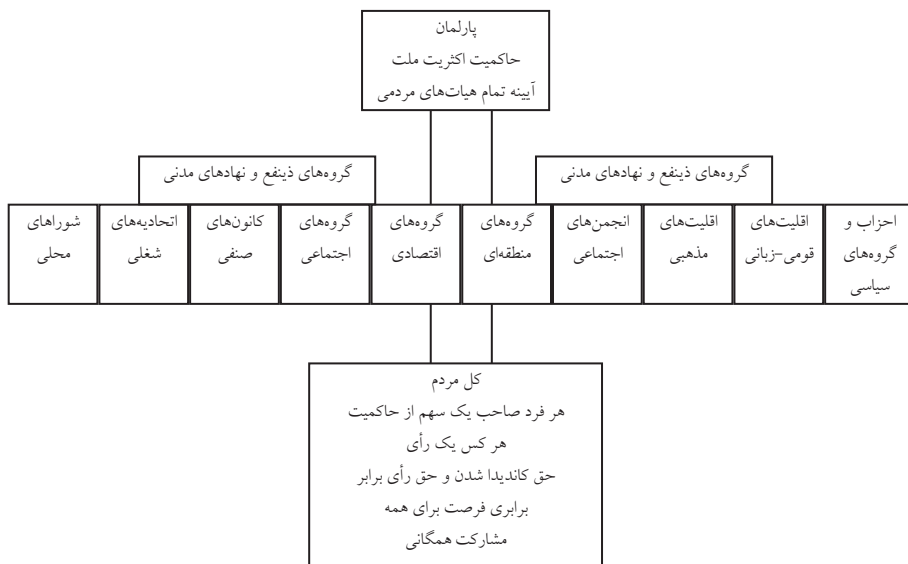 پارلمان
حاکمیت اکثریت ملت
آیینه تمام هیات‌های مردمی
گروه‌های ذینفع و نهادهای مدنی
گروه‌های ذینفع و نهادهای مدنی
احزاب و
گروه‌های
سیاسی
اقلیت‌های
قومی-زبانی
اقلیت‌های
مذهبی
انجمن‌های
اجتماعی
گروه‌های
منطقه‌ای
گروه‌های
اقتصادی
گروه‌های
اجتماعی
کانون‌های
صنفی
اتحادیه‌های
شغلی
شوراهای
محلی
کل مردم
هر فرد صاحب یک سهم از حاکمیت
هر کس یک رأی
حق کاندیدا شدن و حق رأی برابر
برابری فرصت برای همه
مشارکت همگانی